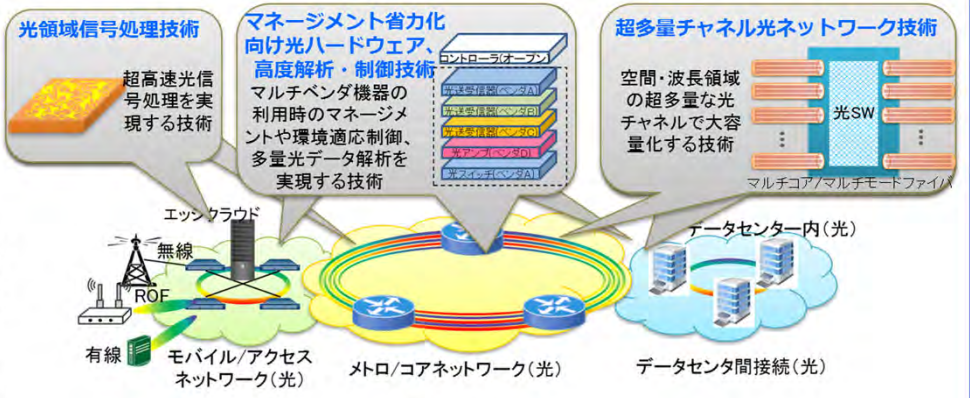 光領域信号処理技術
超高速光信
号処理を実
現する技術
マネージメント省力化
向け光ハードウェア、
高度解析・制御技術
マルチベンダ機器の
利用時のマネージメ
ントや環境適応制御、
多量光データ解析を
実現する技術
コントローラ(オープン)
光送受信器(ベンダA)
光送受信器(ベンダB)
光送受信器(ベンダC)
光アンプ(ベンダD)
光スイッチ(ベンダA)
超多量チャネル光ネットワーク技術
空間・波長領域
の超多量な光
チャネルで大容
量化する技術
光SW
マルチコア/マルチモードファイバ
エッジクラウド
無線
ROF
有線
モバイル/アクセス
ネットワーク(光)
メトロ/コアネットワーク(光)
データセンター内(光)
データセンタ間接続(光)